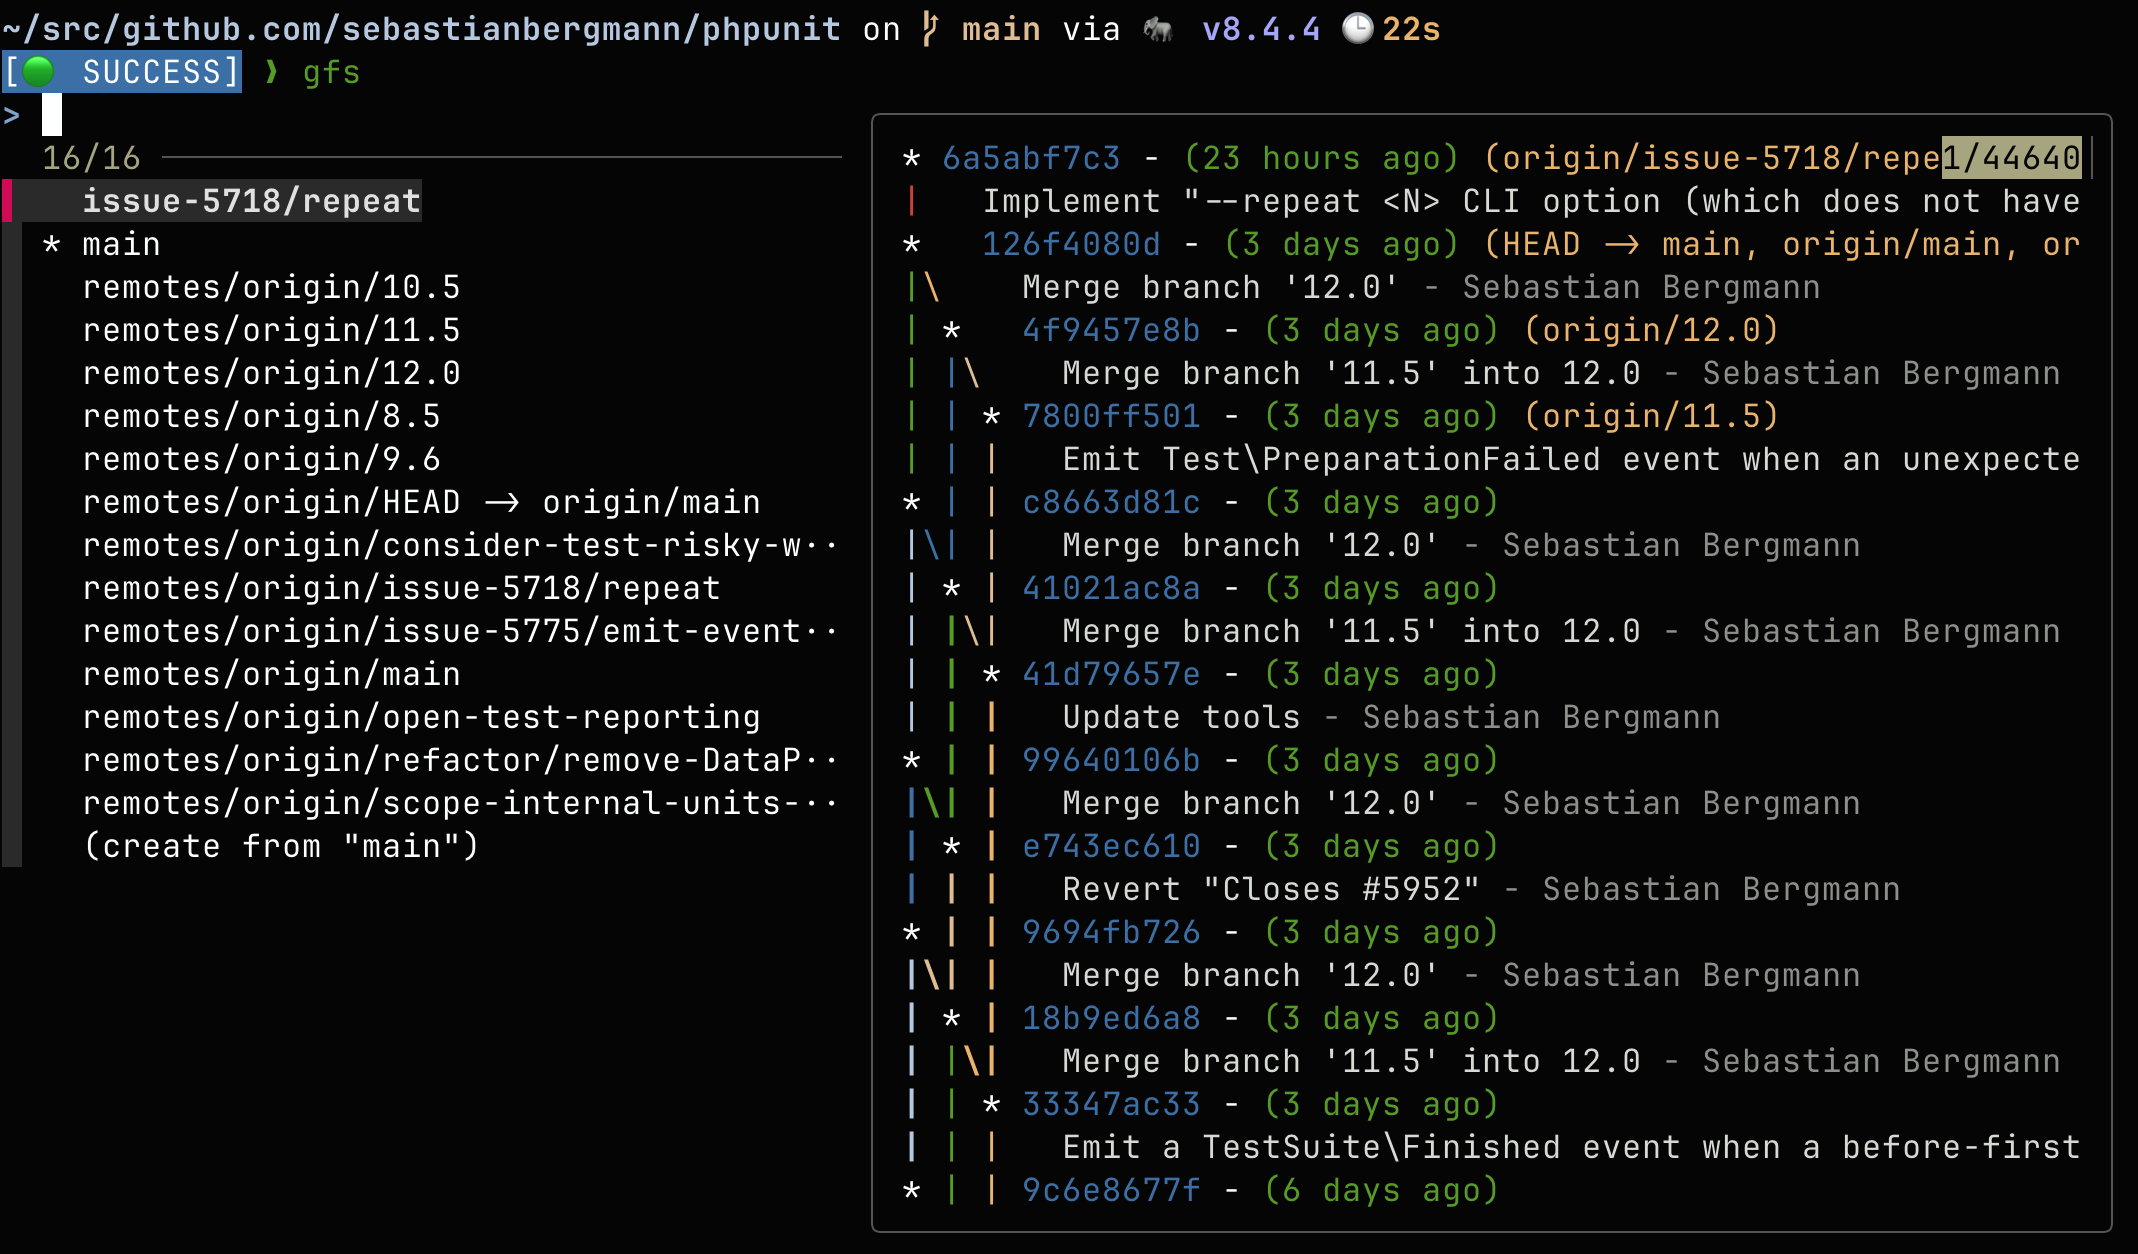 ~/src/github.com/sebastianbergmann/phpunit on main via 🐘 v8.4.4 🕒22s
[🟢 SUCCESS] ❱ gfs
>
16/16
issue-5718/repeat
* main
remotes/origin/10.5
remotes/origin/11.5
remotes/origin/12.0
remotes/origin/8.5
remotes/origin/9.6
remotes/origin/HEAD -> origin/main
remotes/origin/consider-test-risky-w··
remotes/origin/issue-5718/repeat
remotes/origin/issue-5775/emit-event··
remotes/origin/main
remotes/origin/open-test-reporting
remotes/origin/refactor/remove-DataP··
remotes/origin/scope-internal-units-··
(create from "main")
* 6a5abf7c3 - (23 hours ago) (origin/issue-5718/repe 1/44640
|   Implement "--repeat <N> CLI option (which does not have
*   126f4080d - (3 days ago) (HEAD -> main, origin/main, or
|\    Merge branch '12.0' - Sebastian Bergmann
| *   4f9457e8b - (3 days ago) (origin/12.0)
| |\    Merge branch '11.5' into 12.0 - Sebastian Bergmann
| | * 7800ff501 - (3 days ago) (origin/11.5)
| | |   Emit Test\PreparationFailed event when an unexpecte
* | | c8663d81c - (3 days ago)
|\| |   Merge branch '12.0' - Sebastian Bergmann
| * | 41021ac8a - (3 days ago)
| |\|   Merge branch '11.5' into 12.0 - Sebastian Bergmann
| | * 41d79657e - (3 days ago)
| | |   Update tools - Sebastian Bergmann
* | | 99640106b - (3 days ago)
|\| |   Merge branch '12.0' - Sebastian Bergmann
| * | e743ec610 - (3 days ago)
| | |   Revert "Closes #5952" - Sebastian Bergmann
* | | 9694fb726 - (3 days ago)
|\| |   Merge branch '12.0' - Sebastian Bergmann
| * | 18b9ed6a8 - (3 days ago)
| |\|   Merge branch '11.5' into 12.0 - Sebastian Bergmann
| | * 33347ac33 - (3 days ago)
| | |   Emit a TestSuite\Finished event when a before-first
* | | 9c6e8677f - (6 days ago)